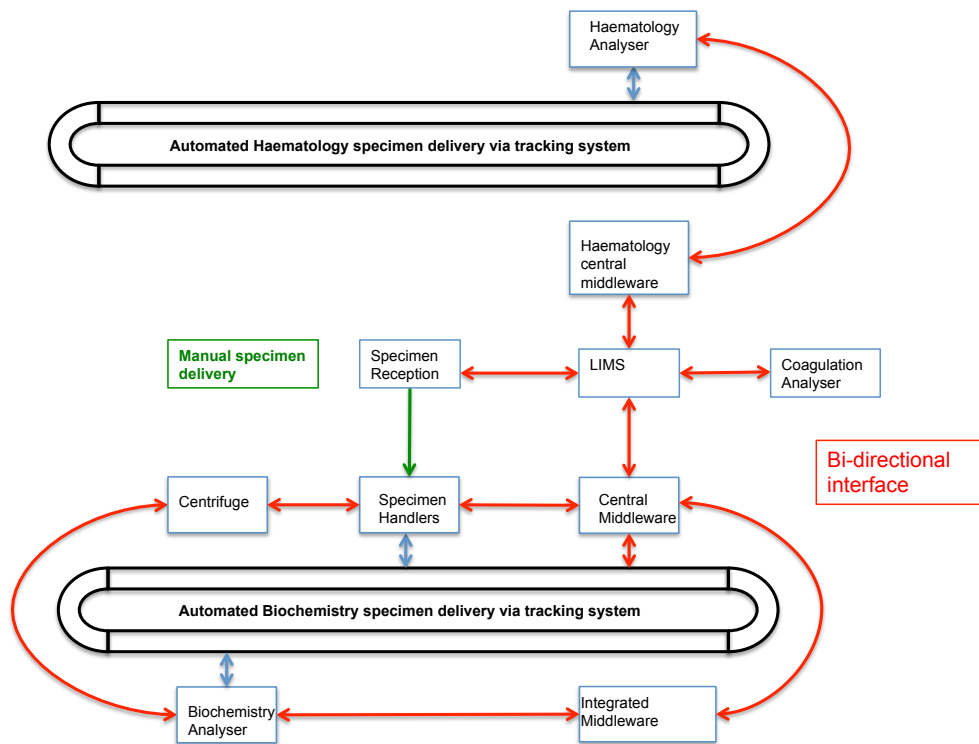 Haematology
Analyser
Automated Haematology specimen delivery via tracking system
Haematology
central
middleware
Manual specimen
delivery
Specimen
Reception
LIMS
Coagulation
Analyser
Bi-directional
interface
Centrifuge
Specimen
Handlers
Central
Middleware
Automated Biochemistry specimen delivery via tracking system
Biochemistry
Analyser
Integrated
Middleware